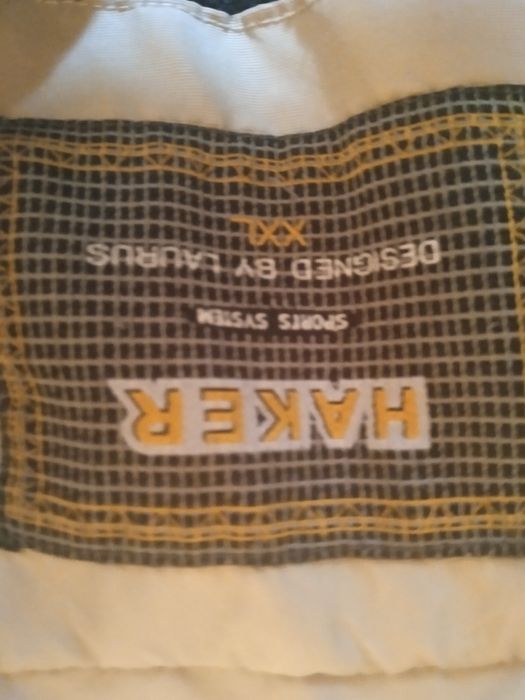 HAKER
SPORTS SYSTEM
DESIGNED BY LAURUS
XXL